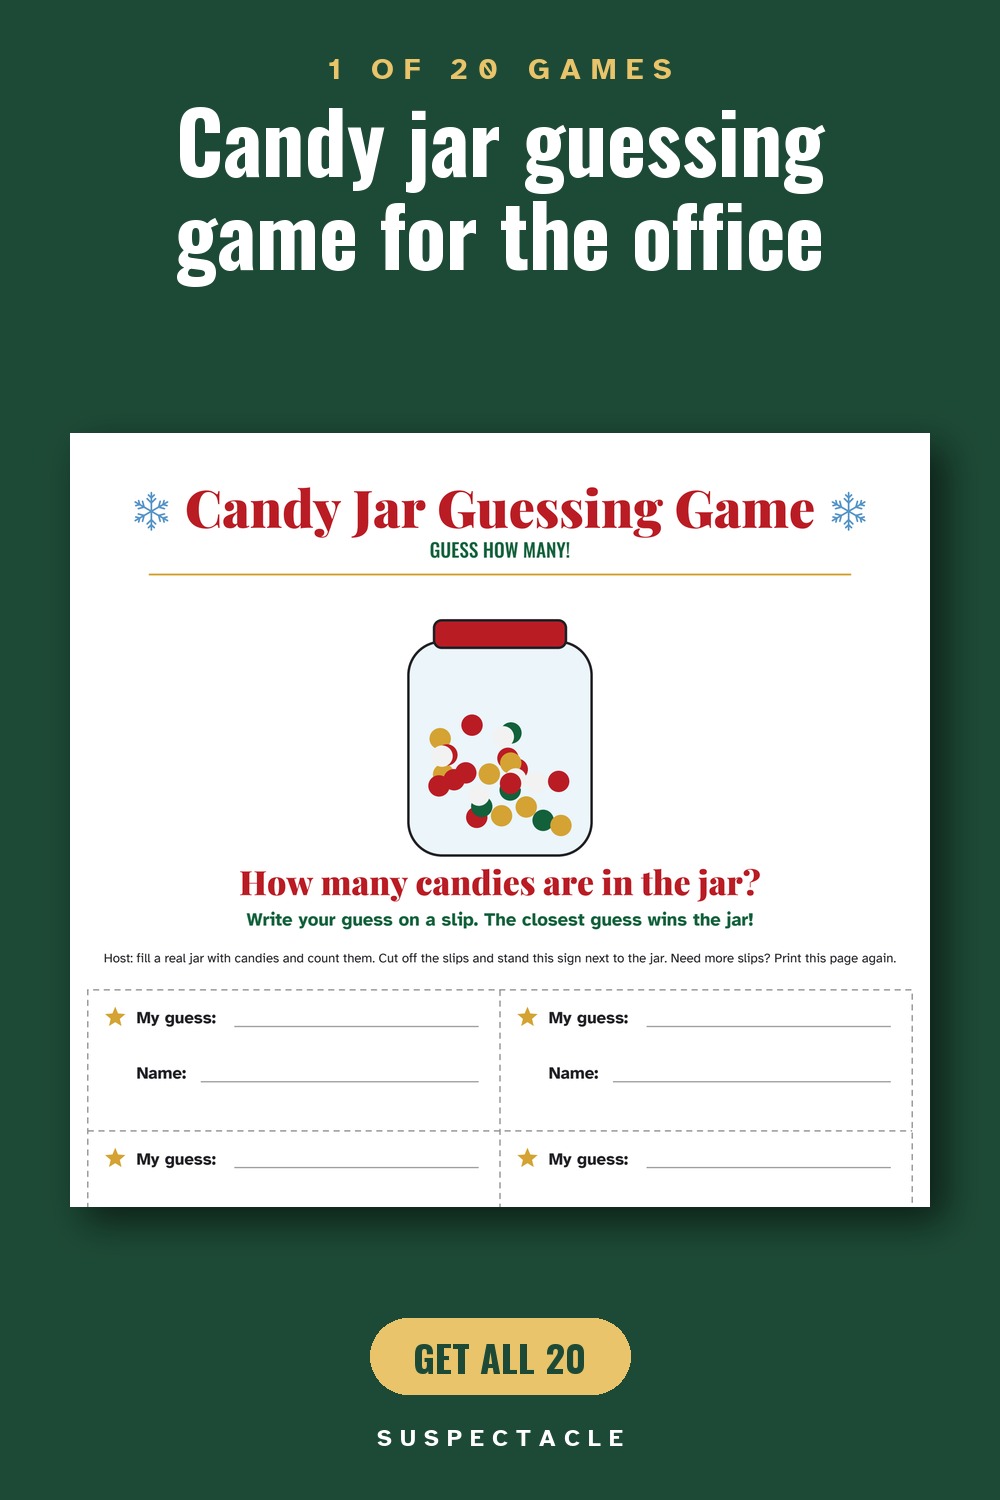 1 OF 20 GAMES
Candy jar guessing
game for the office
Candy Jar Guessing Game
GUESS HOW MANY!
How many candies are in the jar?
Write your guess on a slip. The closest guess wins the jar!
Host: fill a real jar with candies and count them. Cut off the slips and stand this sign next to the jar. Need more slips? Print this page again.
My guess: My guess:
Name: Name:
My guess: My guess:
GET ALL 20
SUSPECTACLE